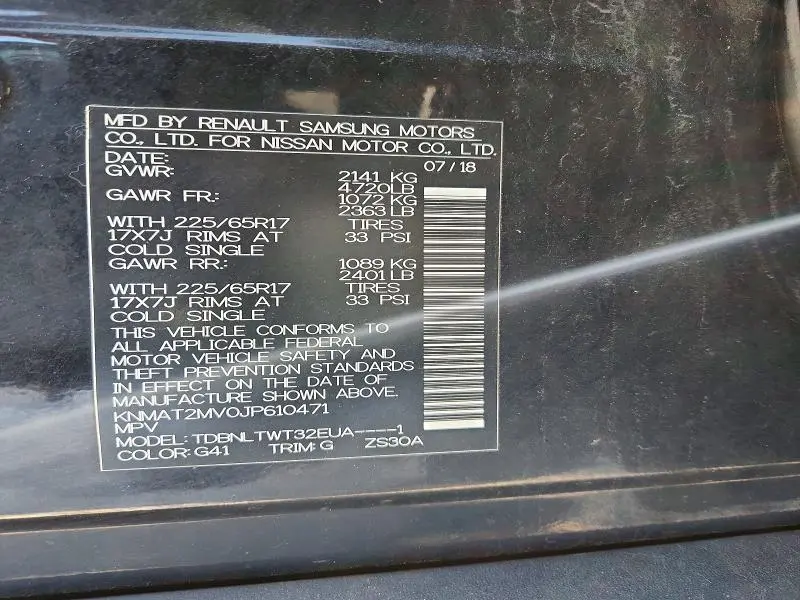 MFD BY RENAULT SAMSUNG MOTORS
CO., LTD. FOR NISSAN MOTOR CO., LTD.
DATE: 07/18
GVWR: 2141 KG
4720LB
GAWR FR.: 1072 KG
2363LB
WITH 225/65R17 TIRES
17X7J RIMS AT 33 PSI
COLD SINGLE
GAWR RR.: 1089 KG
2401LB
WITH 225/65R17 TIRES
17X7J RIMS AT 33 PSI
COLD SINGLE
THIS VEHICLE CONFORMS TO
ALL APPLICABLE FEDERAL
MOTOR VEHICLE SAFETY AND
THEFT PREVENTION STANDARDS
IN EFFECT ON THE DATE OF
MANUFACTURE SHOWN ABOVE.
KNMAT2MV0JP610471
MPV
MODEL: TDBNLTWT32EUA----1
COLOR: G41 TRIM: G ZS30A